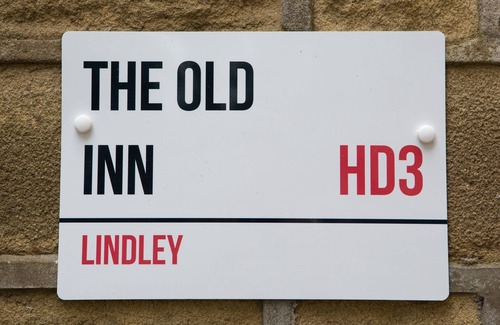 THE OLD
INN HD3
LINDLEY